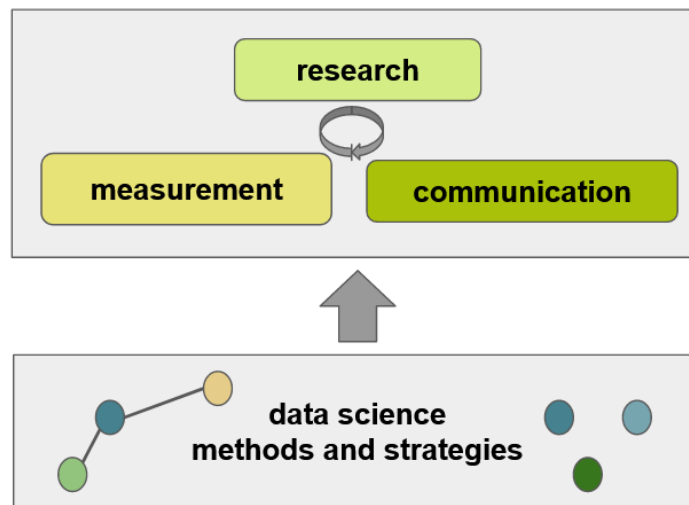 research
measurement
communication
data science
methods and strategies